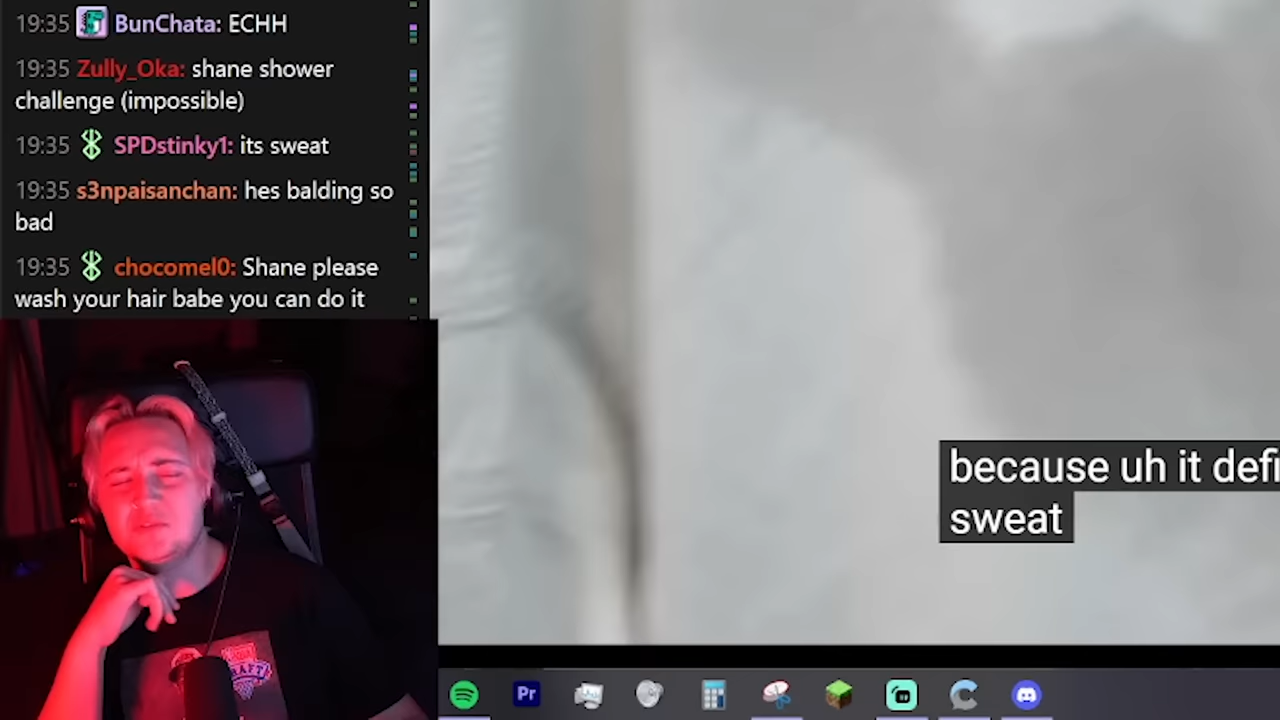 19:35 BunChata: ECHH
19:35 Zully_Oka: shane shower
challenge (impossible)
19:35 SPDstinky1: its sweat
19:35 s3npaisanchan: hes balding so
bad
19:35 chocomel0: Shane please
wash your hair babe you can do it
because uh it defi
sweat
Pr